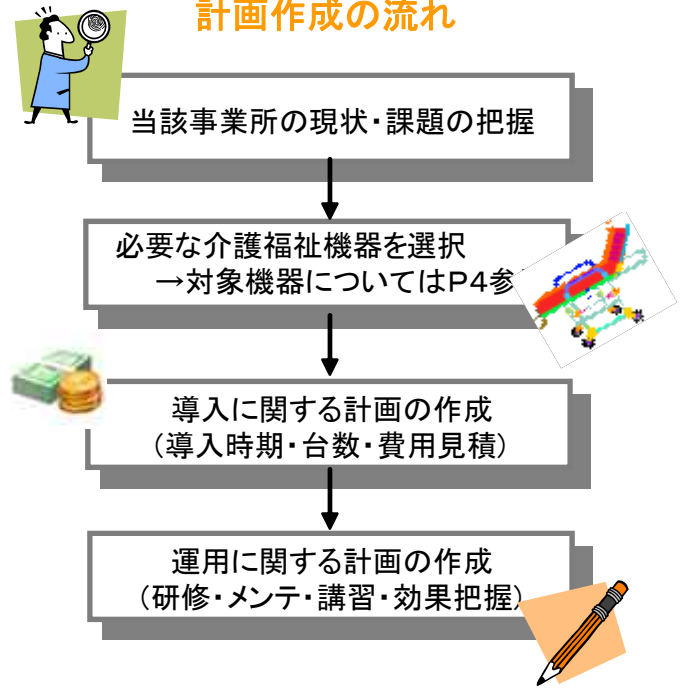 計画作成の流れ
当該事業所の現状・課題の把握
必要な介護福祉機器を選択
→対象機器についてはP4参
導入に関する計画の作成
（導入時期・台数・費用見積）
運用に関する計画の作成
（研修・メンテ・講習・効果把握）